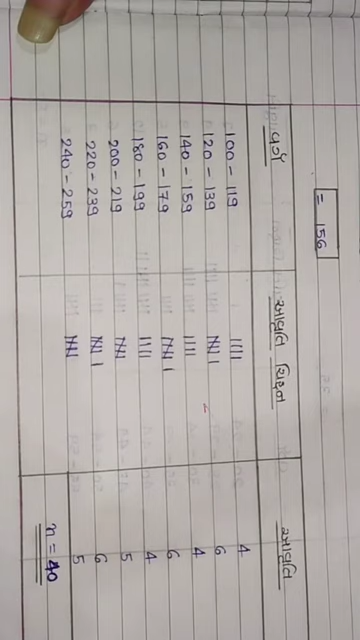 = 156
વર્ગ આવૃત્તિ ચિહ્ન આવૃત્તિ
100 - 119 |||| 4
120 - 139 𝍸 | 6
140 - 159 |||| 4
160 - 179 𝍸 | 6
180 - 199 |||| 4
200 - 219 𝍸 5
220 - 239 𝍸 | 6
240 - 259 𝍸 5
n = 40